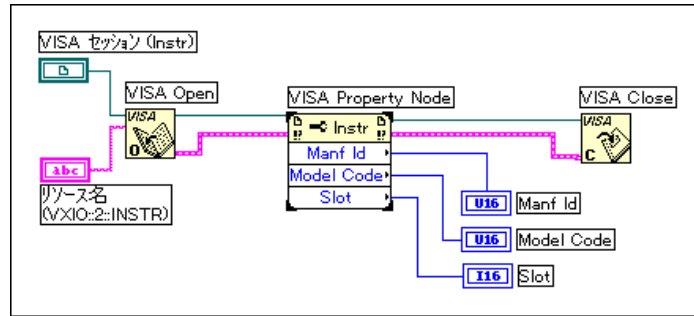 VISA セッション(Instr)
VISA Open
VISA Property Node
VISA Close
VISA
O
Instr
Manf Id
Model Code
Slot
VISA
C
abc
リソース名
(VXI0::2::INSTR)
U16 Manf Id
U16 Model Code
I16 Slot